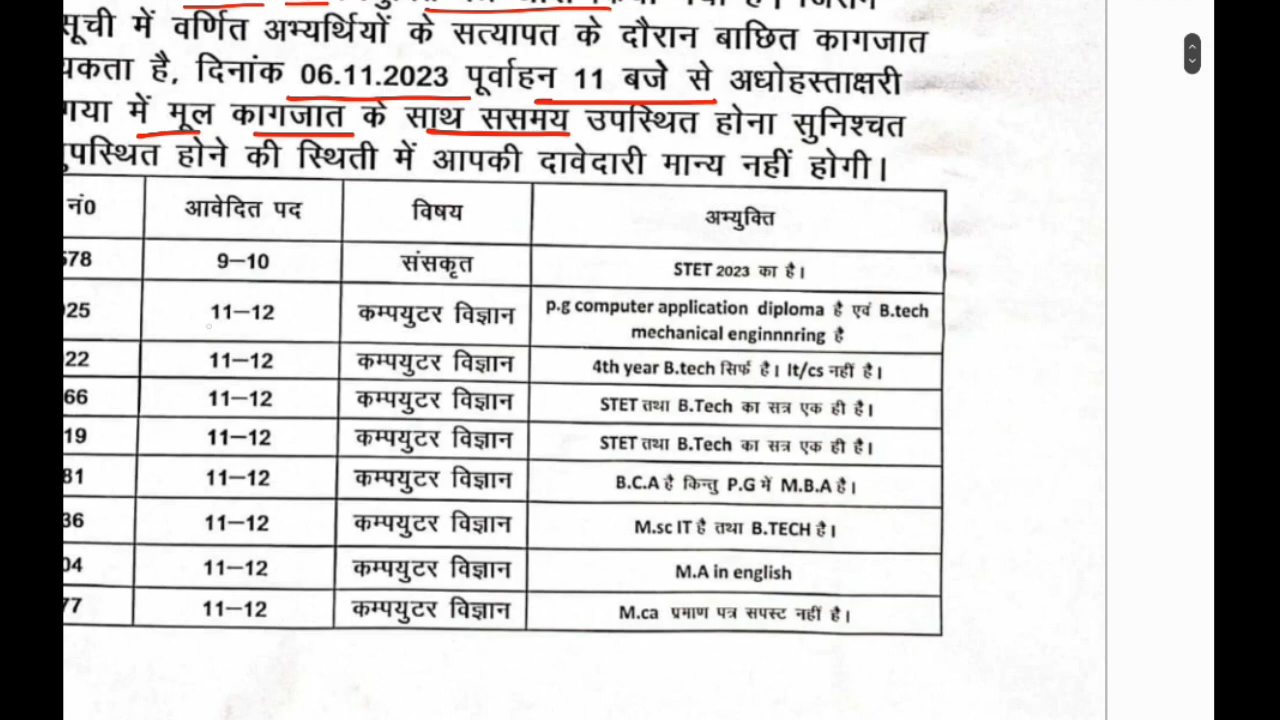 सूची में वर्णित अभ्यर्थियों के सत्यापत के दौरान बाछित कागजात
यकता है, दिनांक 06.11.2023 पूर्वाहन 11 बजे से अधोहस्ताक्षरी
गया में मूल कागजात के साथ ससमय उपस्थित होना सुनिश्चत
पस्थित होने की स्थिती में आपकी दावेदारी मान्य नहीं होगी।
नं0 आवेदित पद विषय अभ्युक्ति
578 9–10 संसकृत STET 2023 का है।
025 11–12 कम्पयुटर विज्ञान p.g computer application diploma है एवं B.tech
mechanical enginnnring है
22 11–12 कम्पयुटर विज्ञान 4th year B.tech सिर्फ है। It/cs नहीं है।
66 11–12 कम्पयुटर विज्ञान STET तथा B.Tech का सत्र एक ही है।
19 11–12 कम्पयुटर विज्ञान STET तथा B.Tech का सत्र एक ही है।
81 11–12 कम्पयुटर विज्ञान B.C.A है किन्तु P.G में M.B.A है।
36 11–12 कम्पयुटर विज्ञान M.sc IT है तथा B.TECH है।
04 11–12 कम्पयुटर विज्ञान M.A in english
77 11–12 कम्पयुटर विज्ञान M.ca प्रमाण पत्र सपस्ट नहीं है।